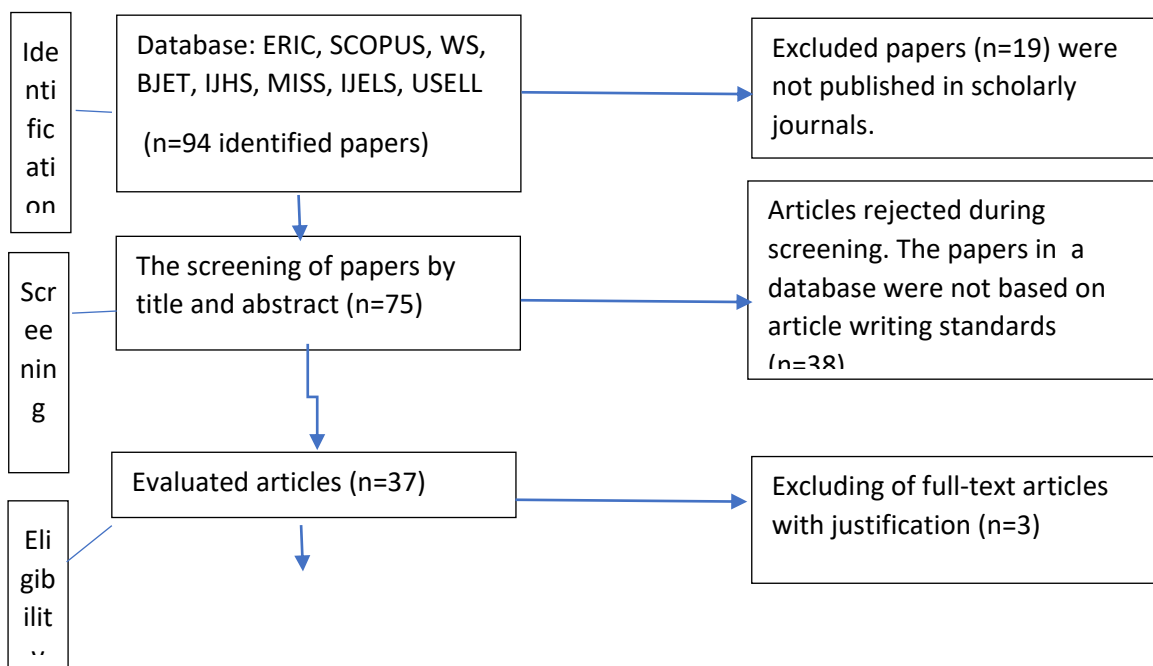 Ide
nti
fic
ati
on
Database: ERIC, SCOPUS, WS,
BJET, IJHS, MISS, IJELS, USELL
(n=94 identified papers)
Excluded papers (n=19) were
not published in scholarly
journals.
Scr
ee
nin
g
The screening of papers by
title and abstract (n=75)
Articles rejected during
screening. The papers in a
database were not based on
article writing standards
(n=38)
Eli
gib
ilit
y
Evaluated articles (n=37)
Excluding of full-text articles
with justification (n=3)